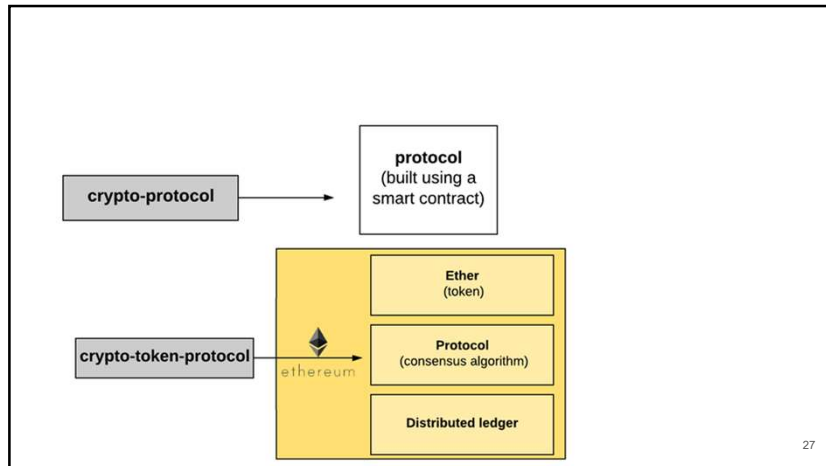 protocol
(built using a
smart contract)
crypto-protocol
Ether
(token)
crypto-token-protocol
ethereum
Protocol
(consensus algorithm)
Distributed ledger
27